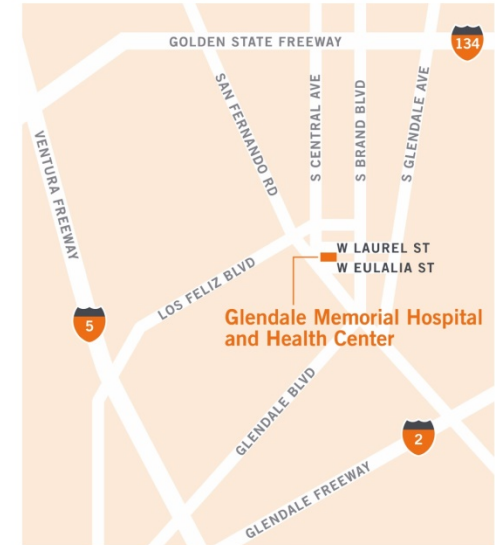 GOLDEN STATE FREEWAY
134
SAN FERNANDO RD
S CENTRAL AVE
S BRAND BLVD
S GLENDALE AVE
VENTURA FREEWAY
W LAUREL ST
W EULALIA ST
LOS FELIZ BLVD
5
Glendale Memorial Hospital
and Health Center
GLENDALE BLVD
2
GLENDALE FREEWAY